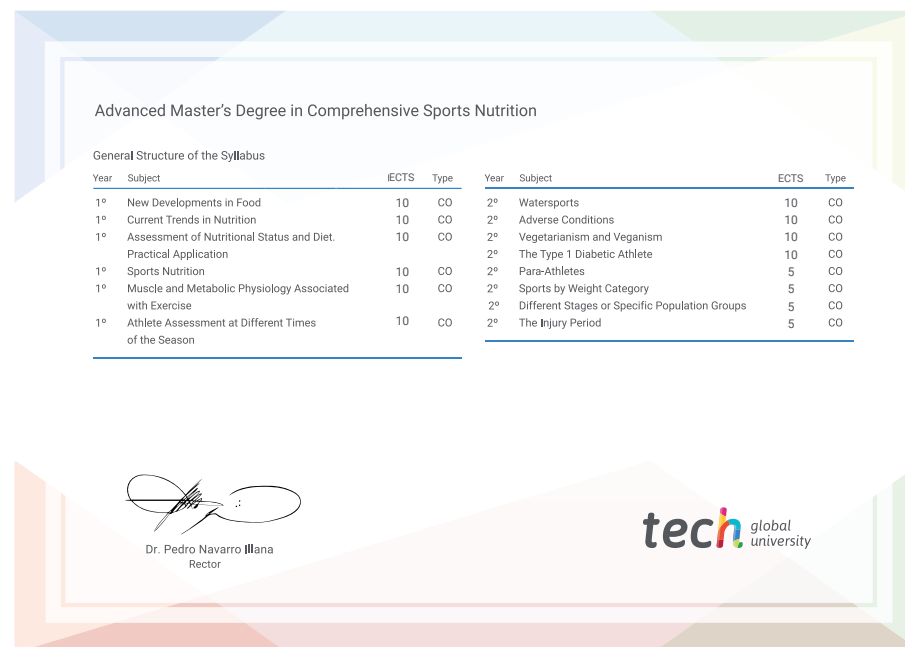 Advanced Master's Degree in Comprehensive Sports Nutrition
General Structure of the Syllabus
Year Subject ECTS Type
1º New Developments in Food 10 CO
1º Current Trends in Nutrition 10 CO
1º Assessment of Nutritional Status and Diet. 10 CO
Practical Application
1º Sports Nutrition 10 CO
1º Muscle and Metabolic Physiology Associated 10 CO
with Exercise
1º Athlete Assessment at Different Times 10 CO
of the Season
Year Subject ECTS Type
2º Watersports 10 CO
2º Adverse Conditions 10 CO
2º Vegetarianism and Veganism 10 CO
2º The Type 1 Diabetic Athlete 10 CO
2º Para-Athletes 5 CO
2º Sports by Weight Category 5 CO
2º Different Stages or Specific Population Groups 5 CO
2º The Injury Period 5 CO
Dr. Pedro Navarro Illana
Rector
tech global
university